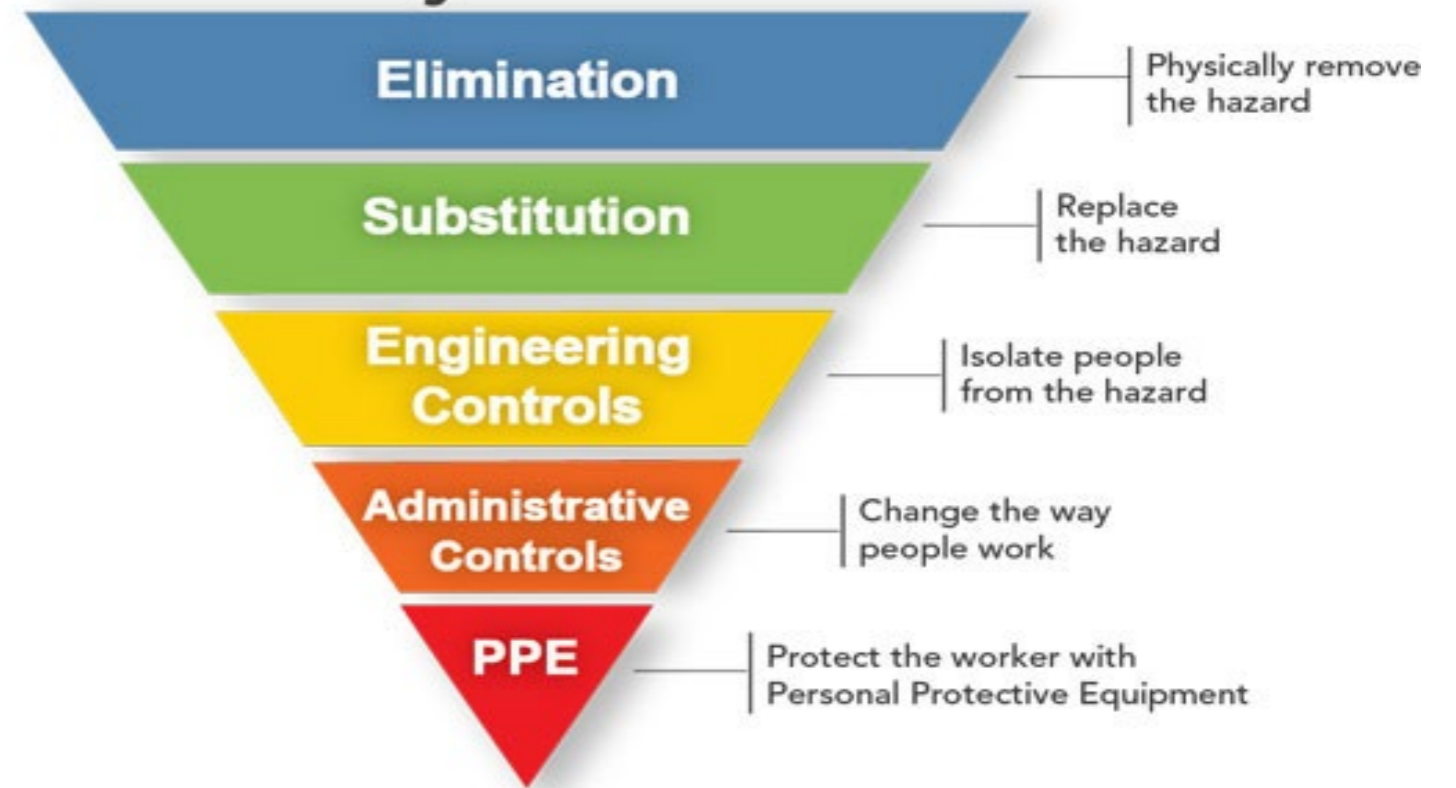 Elimination
Physically remove
the hazard
Substitution
Replace
the hazard
Engineering
Controls
Isolate people
from the hazard
Administrative
Controls
Change the way
people work
PPE
Protect the worker with
Personal Protective Equipment